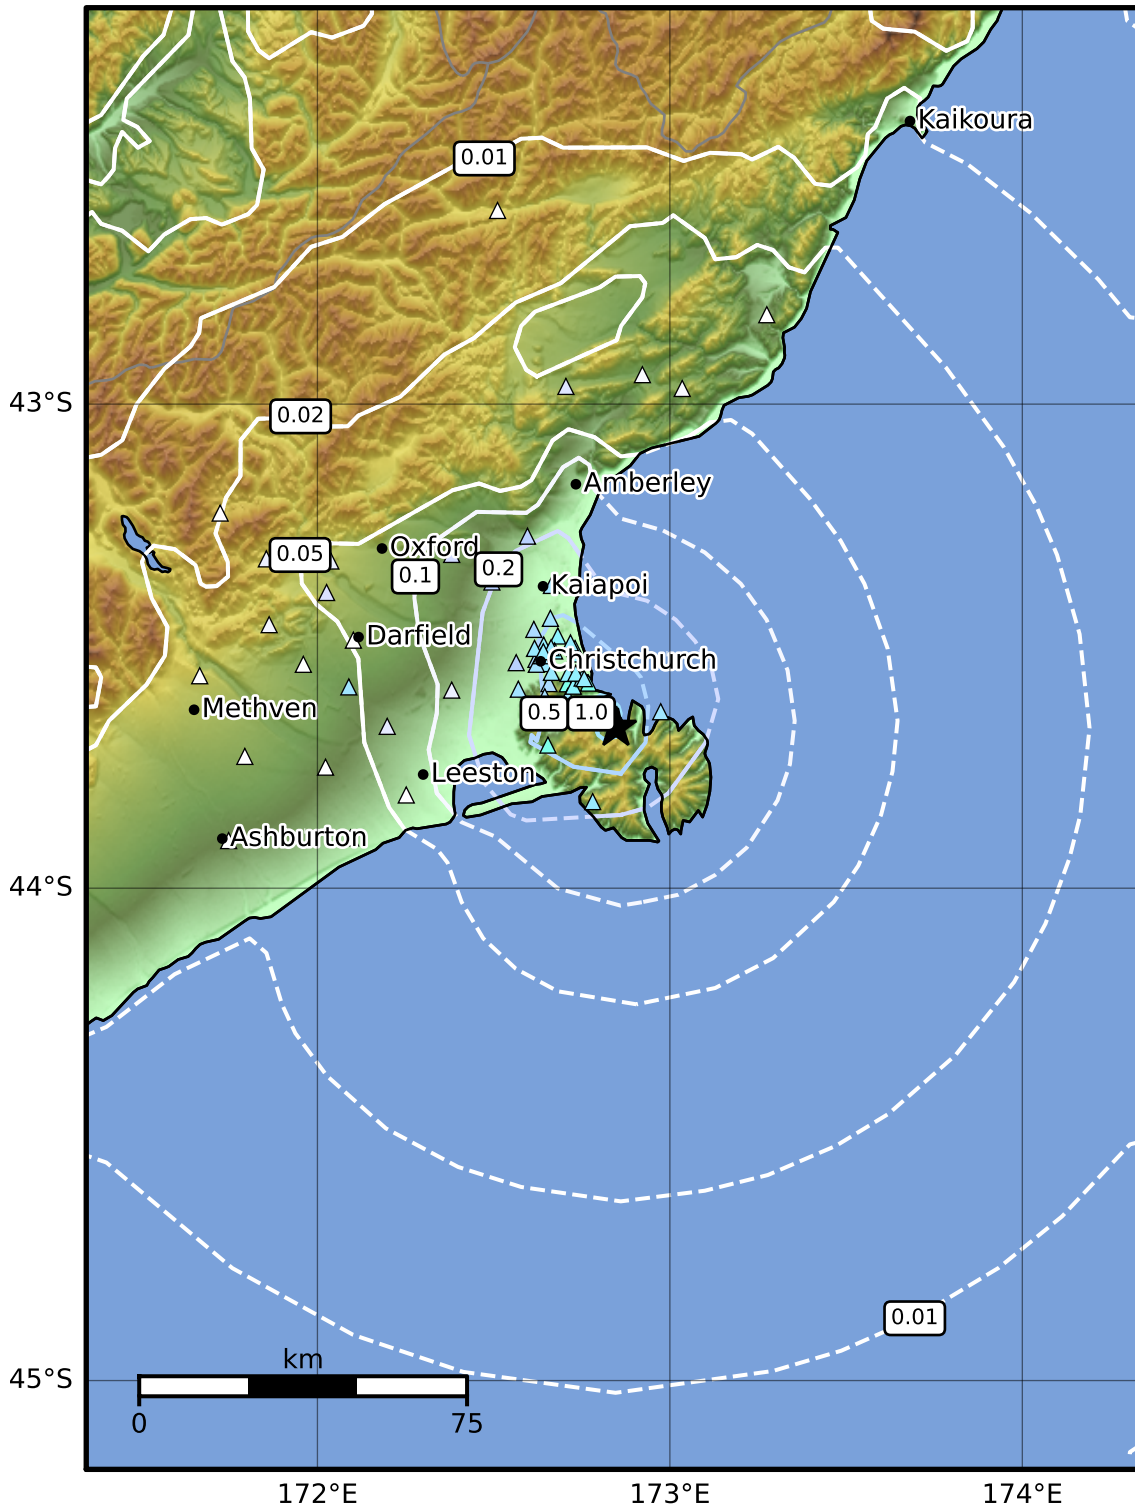 Kaikoura
0.01
43°S
0.02
Amberley
Oxford
0.05
0.1
0.2
Kaiapoi
Darfield
Christchurch
Methven
0.5
1.0
Leeston
Ashburton
44°S
0.01
km
45°S
0
75
172°E
173°E
174°E